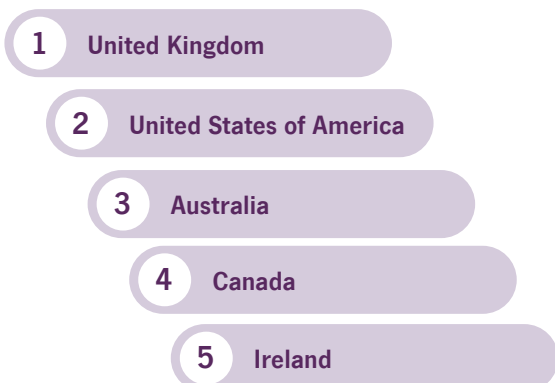 1 United Kingdom
2 United States of America
3 Australia
4 Canada
5 Ireland